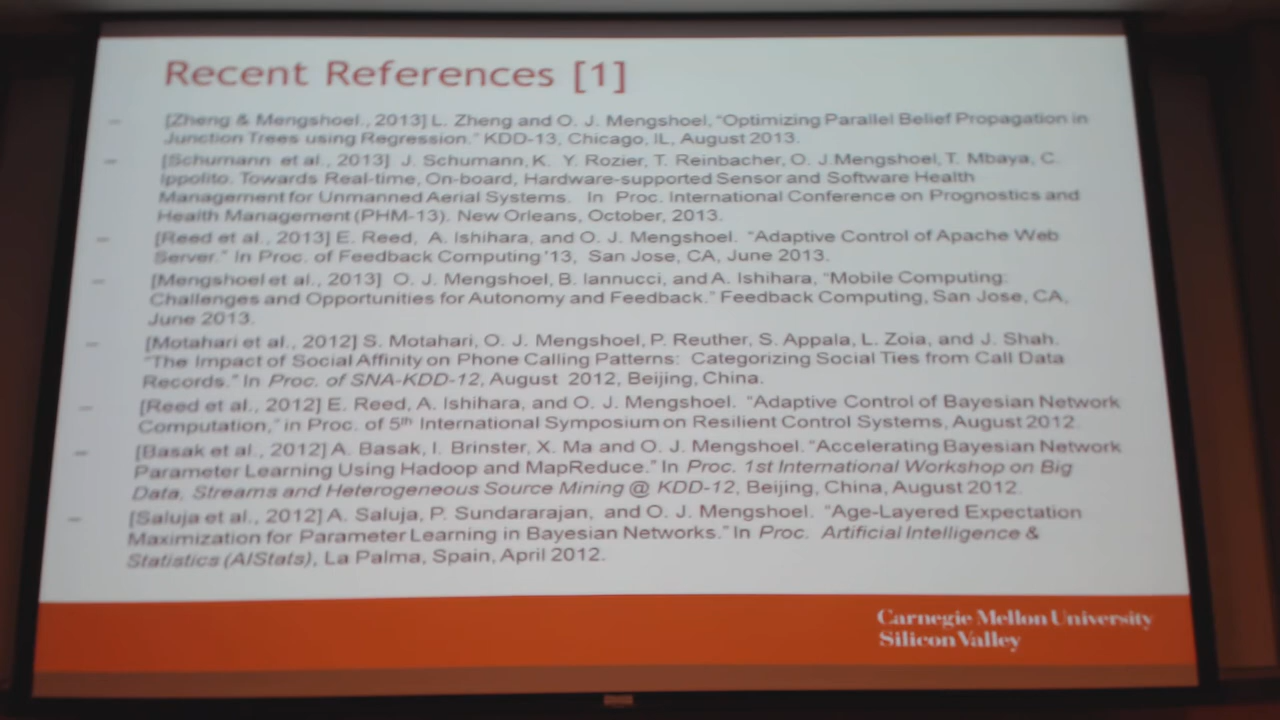 Recent References [1]
– [Zheng & Mengshoel, 2013] L. Zheng and O. J. Mengshoel, "Optimizing Parallel Belief Propagation in
Junction Trees using Regression." KDD-13, Chicago, IL, August 2013.
– [Schumann et al., 2013] J. Schumann, K. Y. Rozier, T. Reinbacher, O. J. Mengshoel, T. Mbaya, C.
Ippolito. Towards Real-time, On-board, Hardware-supported Sensor and Software Health
Management for Unmanned Aerial Systems. In Proc. International Conference on Prognostics and
Health Management (PHM-13). New Orleans, October, 2013.
– [Reed et al., 2013] E. Reed, A. Ishihara, and O. J. Mengshoel. "Adaptive Control of Apache Web
Server." In Proc. of Feedback Computing '13, San Jose, CA, June 2013.
– [Mengshoel et al., 2013] O. J. Mengshoel, B. Iannucci, and A. Ishihara, "Mobile Computing:
Challenges and Opportunities for Autonomy and Feedback." Feedback Computing, San Jose, CA,
June 2013.
– [Motahari et al., 2012] S. Motahari, O. J. Mengshoel, P. Reuther, S. Appala, L. Zoia, and J. Shah.
"The Impact of Social Affinity on Phone Calling Patterns: Categorizing Social Ties from Call Data
Records." In Proc. of SNA-KDD-12, August 2012, Beijing, China.
– [Reed et al., 2012] E. Reed, A. Ishihara, and O. J. Mengshoel. "Adaptive Control of Bayesian Network
Computation," in Proc. of 5th International Symposium on Resilient Control Systems, August 2012.
– [Basak et al., 2012] A. Basak, I. Brinster, X. Ma and O. J. Mengshoel. "Accelerating Bayesian Network
Parameter Learning Using Hadoop and MapReduce." In Proc. 1st International Workshop on Big
Data, Streams and Heterogeneous Source Mining @ KDD-12, Beijing, China, August 2012.
– [Saluja et al., 2012] A. Saluja, P. Sundararajan, and O. J. Mengshoel. "Age-Layered Expectation
Maximization for Parameter Learning in Bayesian Networks." In Proc. Artificial Intelligence &
Statistics (AIStats), La Palma, Spain, April 2012.
Carnegie Mellon University
Silicon Valley